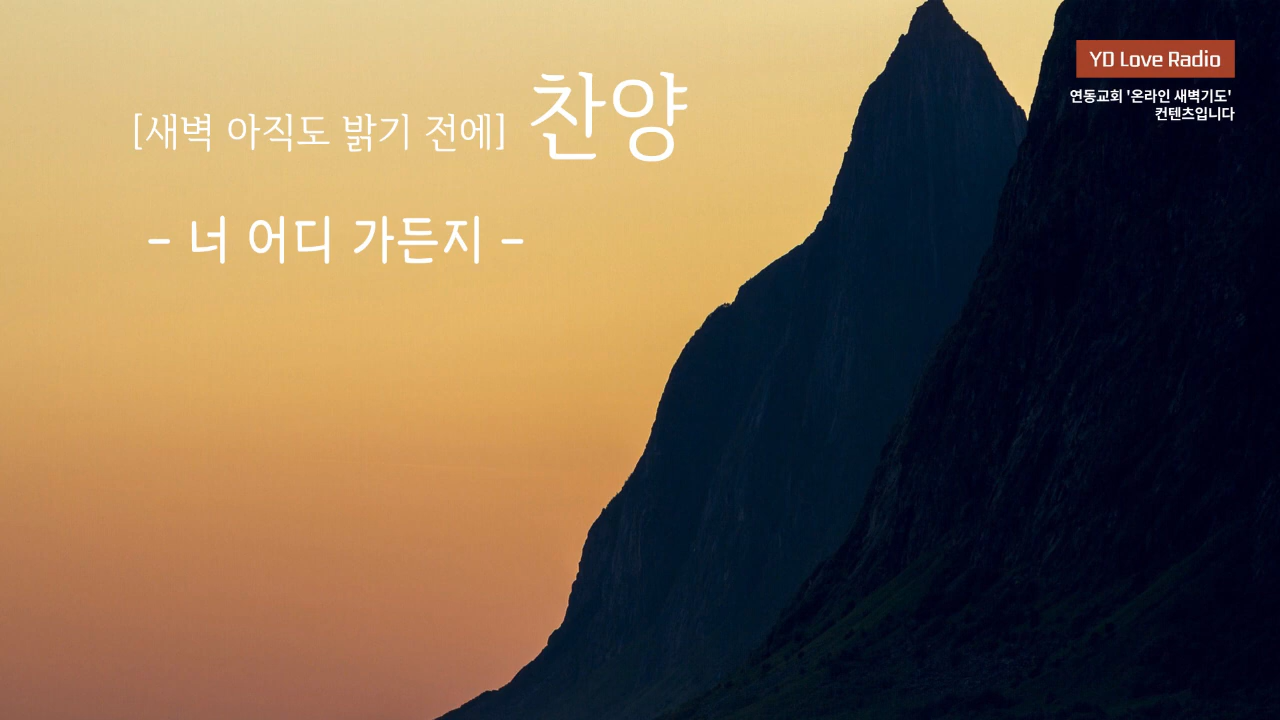 [새벽 아직도 밝기 전에] 찬양
- 너 어디 가든지 -
YD Love Radio
연동교회 '온라인 새벽기도'
컨텐츠입니다